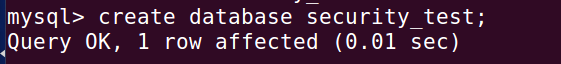 mysql> create database security_test;
Query OK, 1 row affected (0.01 sec)